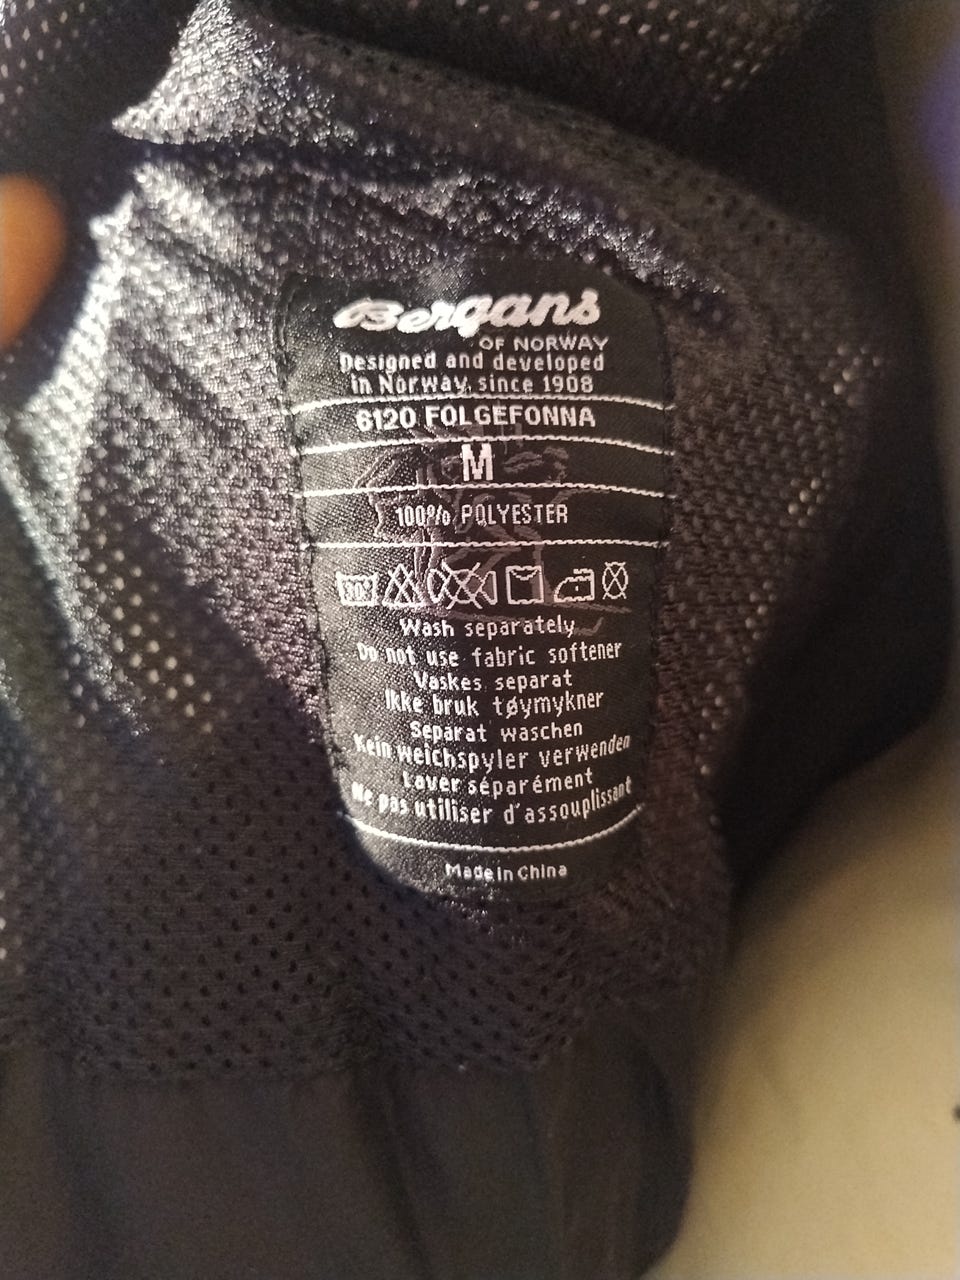 Bergans
OF NORWAY
Designed and developed
in Norway, since 1908
6120 FOLGEFONNA
M
100% POLYESTER
Wash separately
Do not use fabric softener
Vaskes separat
Ikke bruk tøymykner
Separat waschen
Kein weichspyler verwenden
Laver séparément
Ne pas utiliser d'assouplissant
Made in China